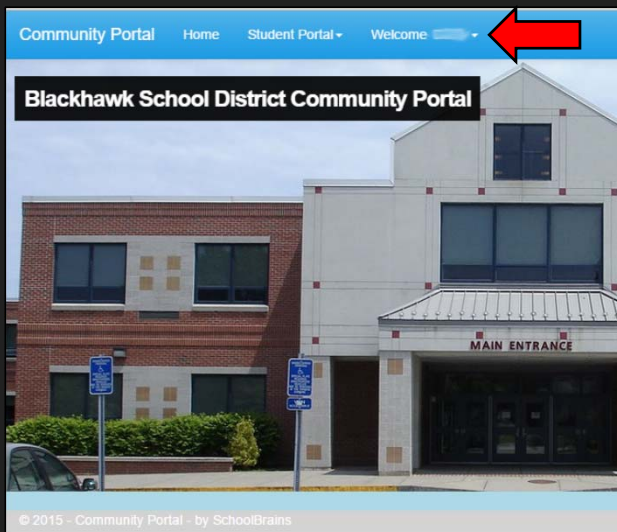 Community Portal Home Student Portal Welcome
Blackhawk School District Community Portal
MAIN ENTRANCE
© 2015 - Community Portal - by SchoolBrains